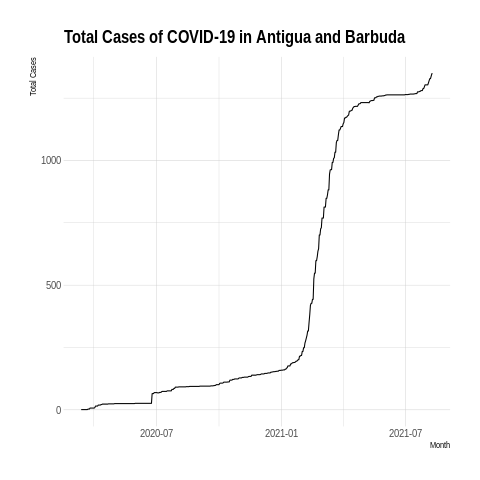 Total Cases of COVID-19 in Antigua and Barbuda
Total Cases
1000
500
0
2020-07 2021-01 2021-07
Month